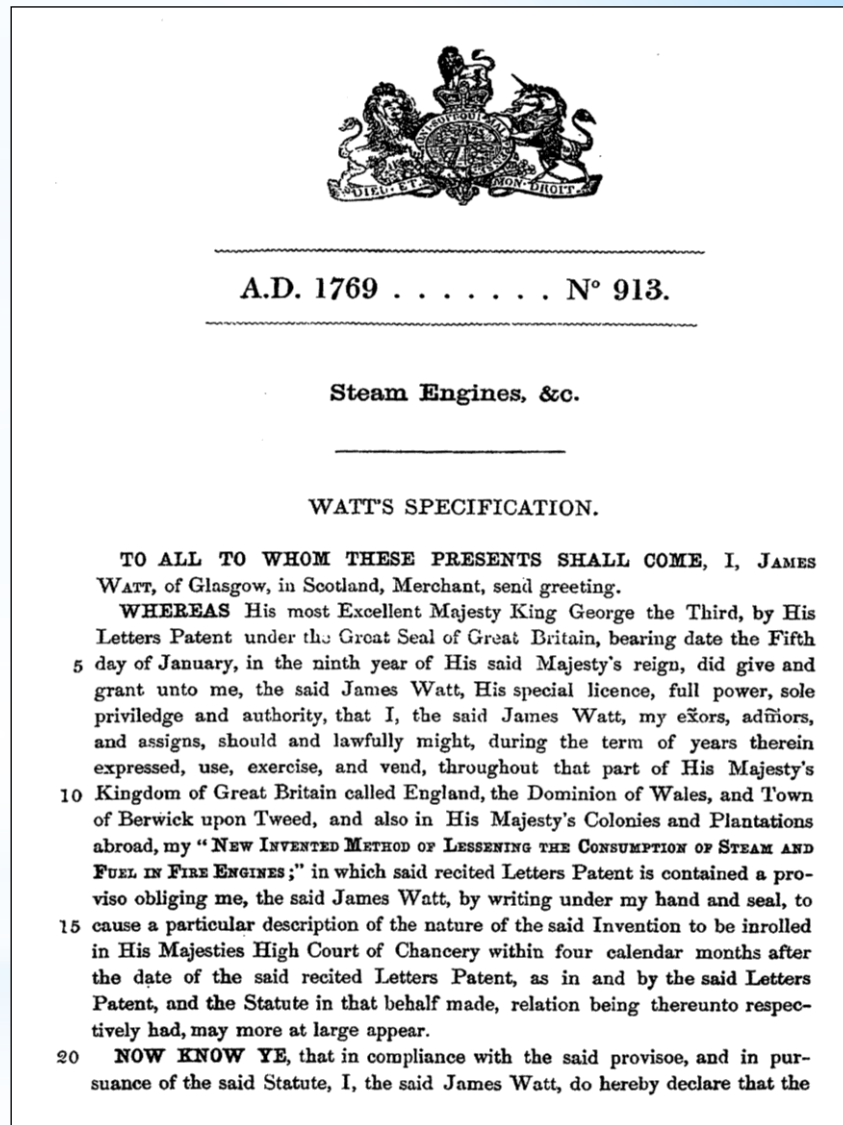 HONI SOIT QUI MAL
DIEU · ET MON · DROIT ·
A.D. 1769 . . . . . . . Nº 913.
Steam Engines, &c.
WATT'S SPECIFICATION.
TO ALL TO WHOM THESE PRESENTS SHALL COME, I, JAMES
WATT, of Glasgow, in Scotland, Merchant, send greeting.
WHEREAS His most Excellent Majesty King George the Third, by His
Letters Patent under the Great Seal of Great Britain, bearing date the Fifth
5 day of January, in the ninth year of His said Majesty's reign, did give and
grant unto me, the said James Watt, His special licence, full power, sole
priviledge and authority, that I, the said James Watt, my ex̃ors, adm̃ors,
and assigns, should and lawfully might, during the term of years therein
expressed, use, exercise, and vend, throughout that part of His Majesty's
10 Kingdom of Great Britain called England, the Dominion of Wales, and Town
of Berwick upon Tweed, and also in His Majesty's Colonies and Plantations
abroad, my "NEW INVENTED METHOD OF LESSENING THE CONSUMPTION OF STEAM AND
FUEL IN FIRE ENGINES;" in which said recited Letters Patent is contained a pro-
viso obliging me, the said James Watt, by writing under my hand and seal, to
15 cause a particular description of the nature of the said Invention to be inrolled
in His Majesties High Court of Chancery within four calendar months after
the date of the said recited Letters Patent, as in and by the said Letters
Patent, and the Statute in that behalf made, relation being thereunto respec-
tively had, may more at large appear.
20 NOW KNOW YE, that in compliance with the said provisoe, and in pur-
suance of the said Statute, I, the said James Watt, do hereby declare that the